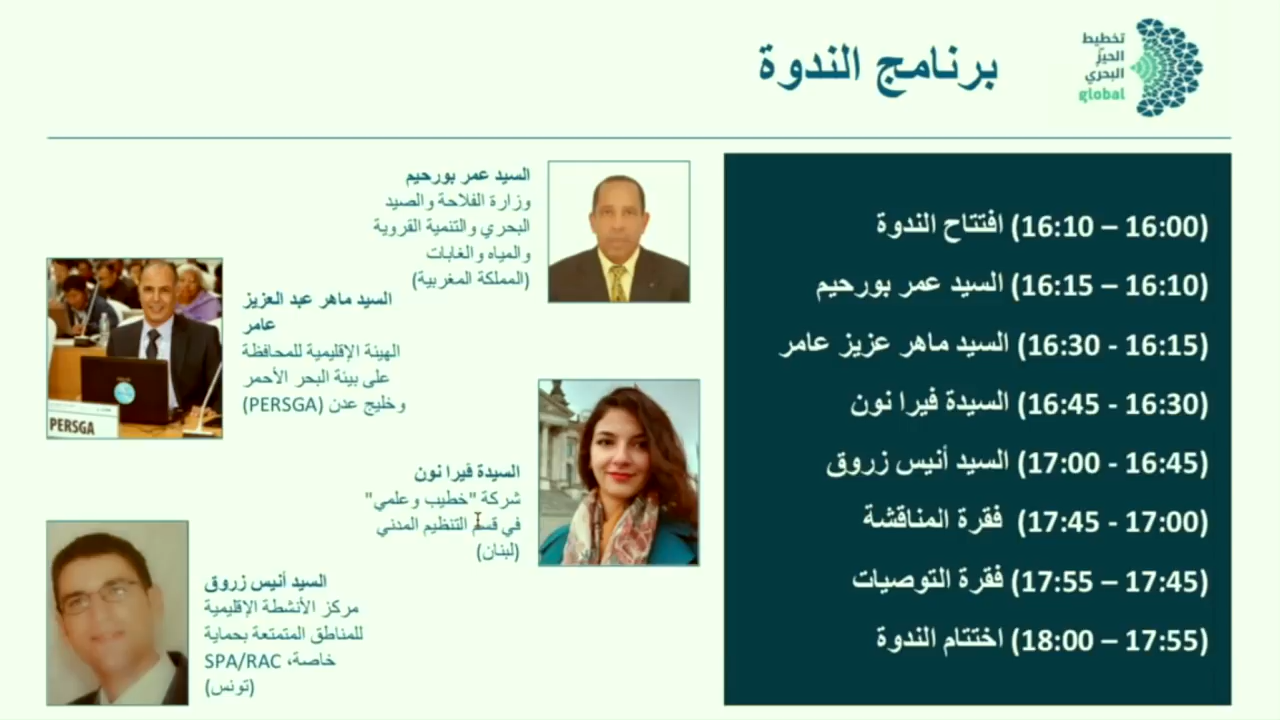 برنامج الندوة
تخطيط
الحيّز
البحري
global
(16:00 – 16:10) افتتاح الندوة
(16:10 – 16:15) السيد عمر بورحيم
(16:15 - 16:30) السيد ماهر عزيز عامر
(16:30 - 16:45) السيدة فيرا نون
(16:45 - 17:00) السيد أنيس زروق
(17:00 - 17:45) فقرة المناقشة
(17:45 – 17:55) فقرة التوصيات
(17:55 – 18:00) اختتام الندوة
السيد عمر بورحيم
وزارة الفلاحة والصيد
البحري والتنمية القروية
والمياه والغابات
(المملكة المغربية)
السيد ماهر عبد العزيز
عامر
الهيئة الإقليمية للمحافظة
على بيئة البحر الأحمر
وخليج عدن (PERSGA)
PERSGA
السيدة فيرا نون
شركة "خطيب وعلمي"
في قسم التنظيم المدني
(لبنان)
السيد أنيس زروق
مركز الأنشطة الإقليمية
للمناطق المتمتعة بحماية
خاصة، SPA/RAC
(تونس)